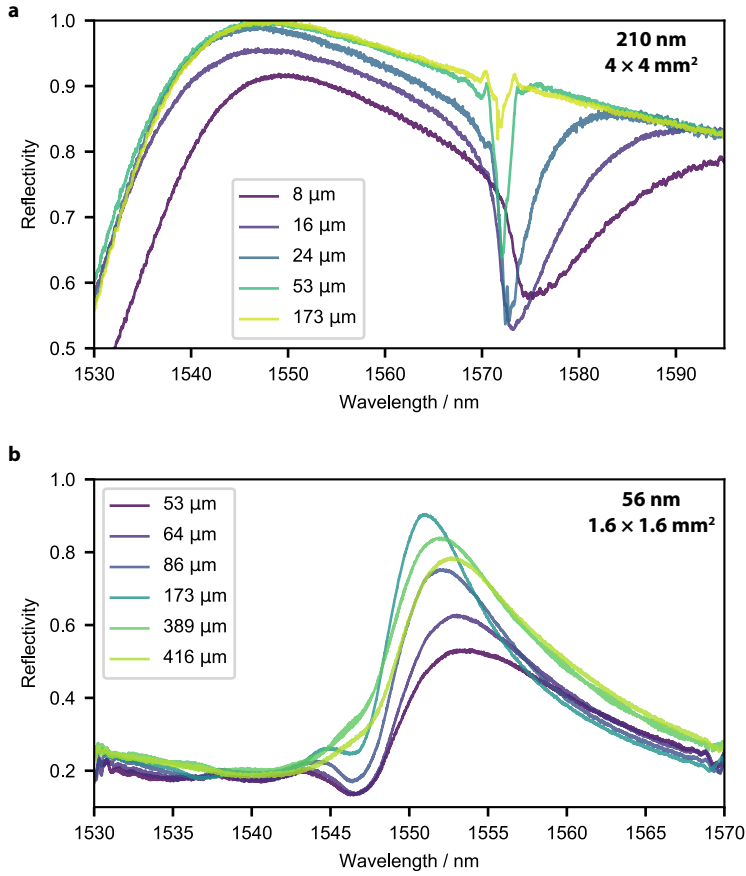 a
1.0
0.9
0.8
0.7
0.6
0.5
Reflectivity
210 nm
4 × 4 mm²
8 μm
16 μm
24 μm
53 μm
173 μm
1530 1540 1550 1560 1570 1580 1590
Wavelength / nm
b
1.0
0.8
0.6
0.4
0.2
Reflectivity
56 nm
1.6 × 1.6 mm²
53 μm
64 μm
86 μm
173 μm
389 μm
416 μm
1530 1535 1540 1545 1550 1555 1560 1565 1570
Wavelength / nm